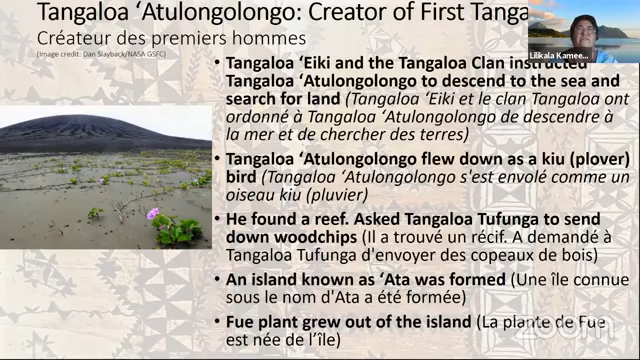 Tangaloa ‘Atulongolongo: Creator of First Tanga
Créateur des premiers hommes
(Image credit: Dan Slayback/NASA GSFC)
Lilikala Kamee...
• Tangaloa ‘Eiki and the Tangaloa Clan instructed
Tangaloa ‘Atulongolongo to descend to the sea and
search for land (Tangaloa ‘Eiki et le clan Tangaloa ont
ordonné à Tangaloa ‘Atulongolongo de descendre à
la mer et de chercher des terres)
• Tangaloa ‘Atulongolongo flew down as a kiu (plover)
bird (Tangaloa ‘Atulongolongo s'est envolé comme un
oiseau kiu (pluvier)
• He found a reef. Asked Tangaloa Tufunga to send
down woodchips (Il a trouvé un récif. A demandé à
Tangaloa Tufunga d'envoyer des copeaux de bois)
• An island known as ‘Ata was formed (Une île connue
sous le nom d'Ata a été formée)
• Fue plant grew out of the island (La plante de Fue
est née de l’île)
zoom